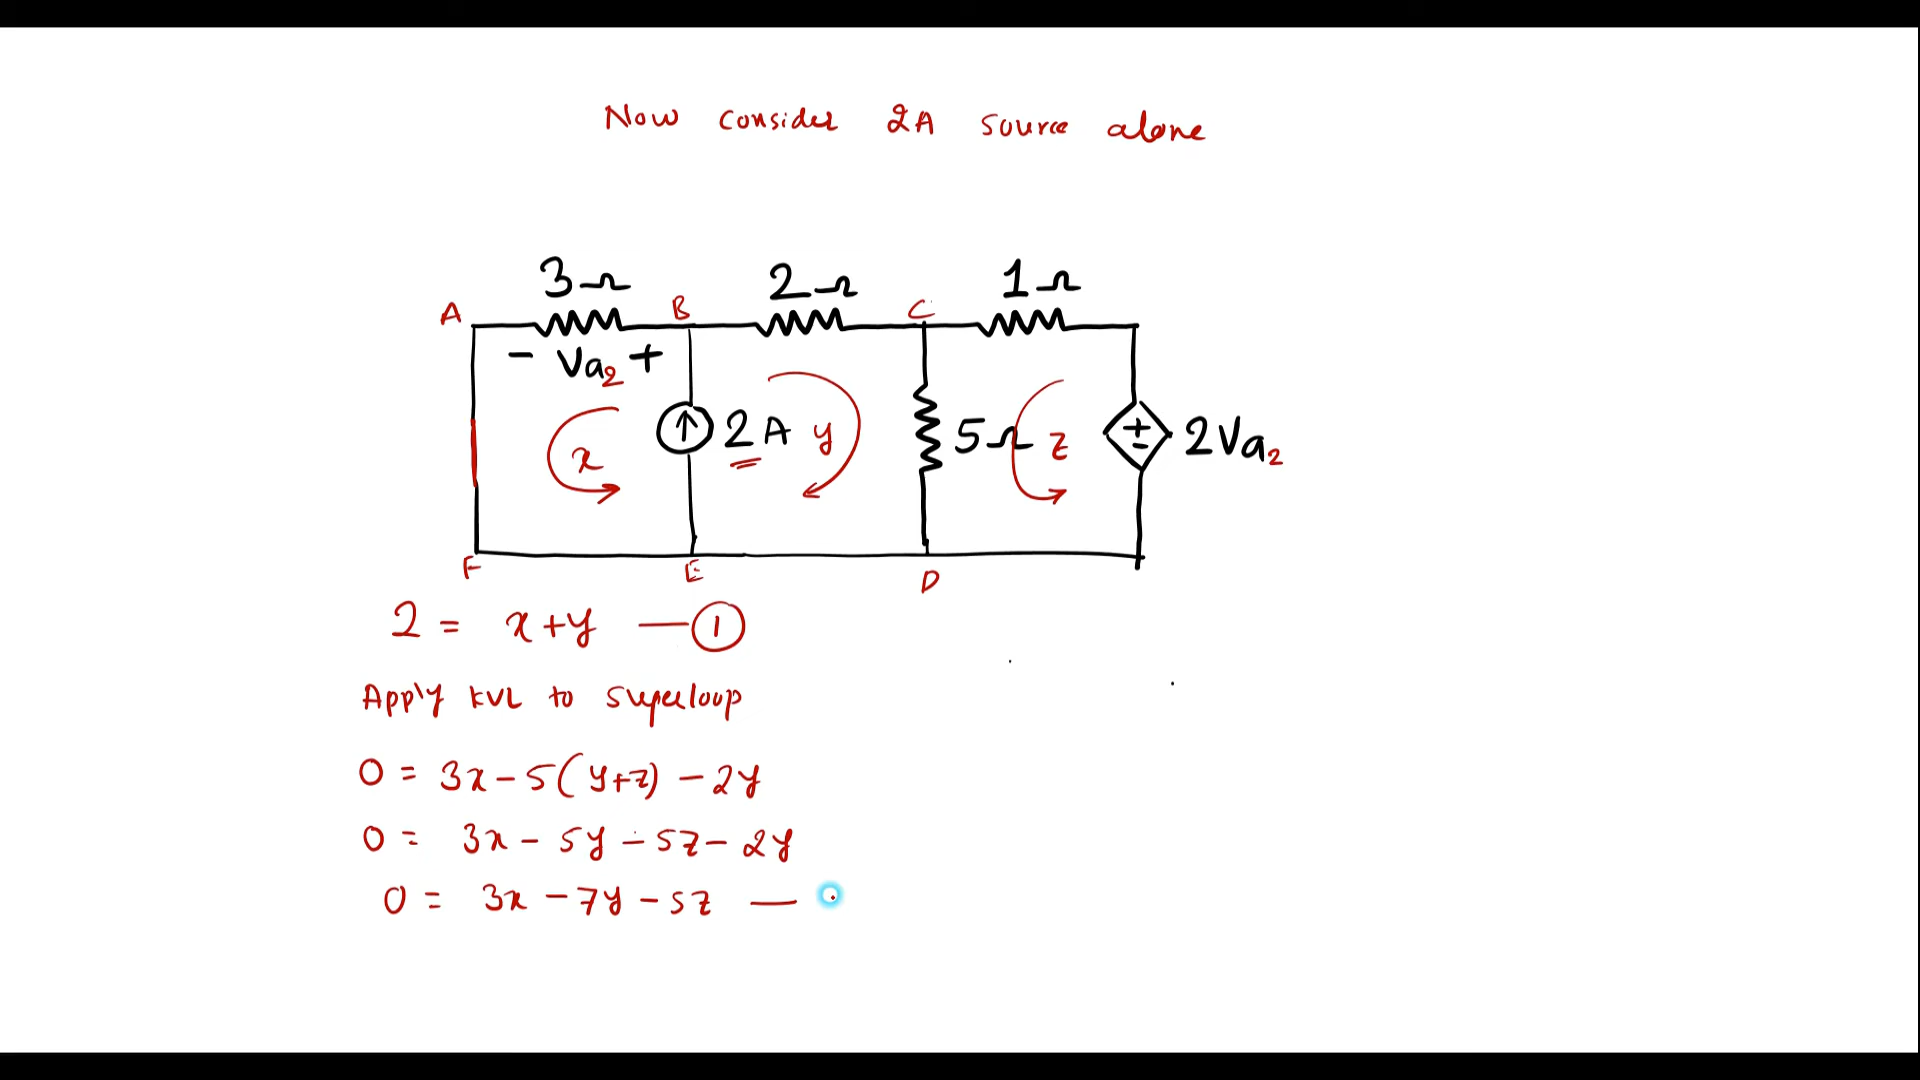 Now consider 2A source alone
3Ω 2Ω 1Ω
A B C
- Va2 +
2A y 5Ω z + - 2Va2
x
F E D
2 = x+y — 1
Apply KVL to superloop
0 = 3x - 5(y+z) - 2y
0 = 3x - 5y - 5z - 2y
0 = 3x - 7y - 5z —